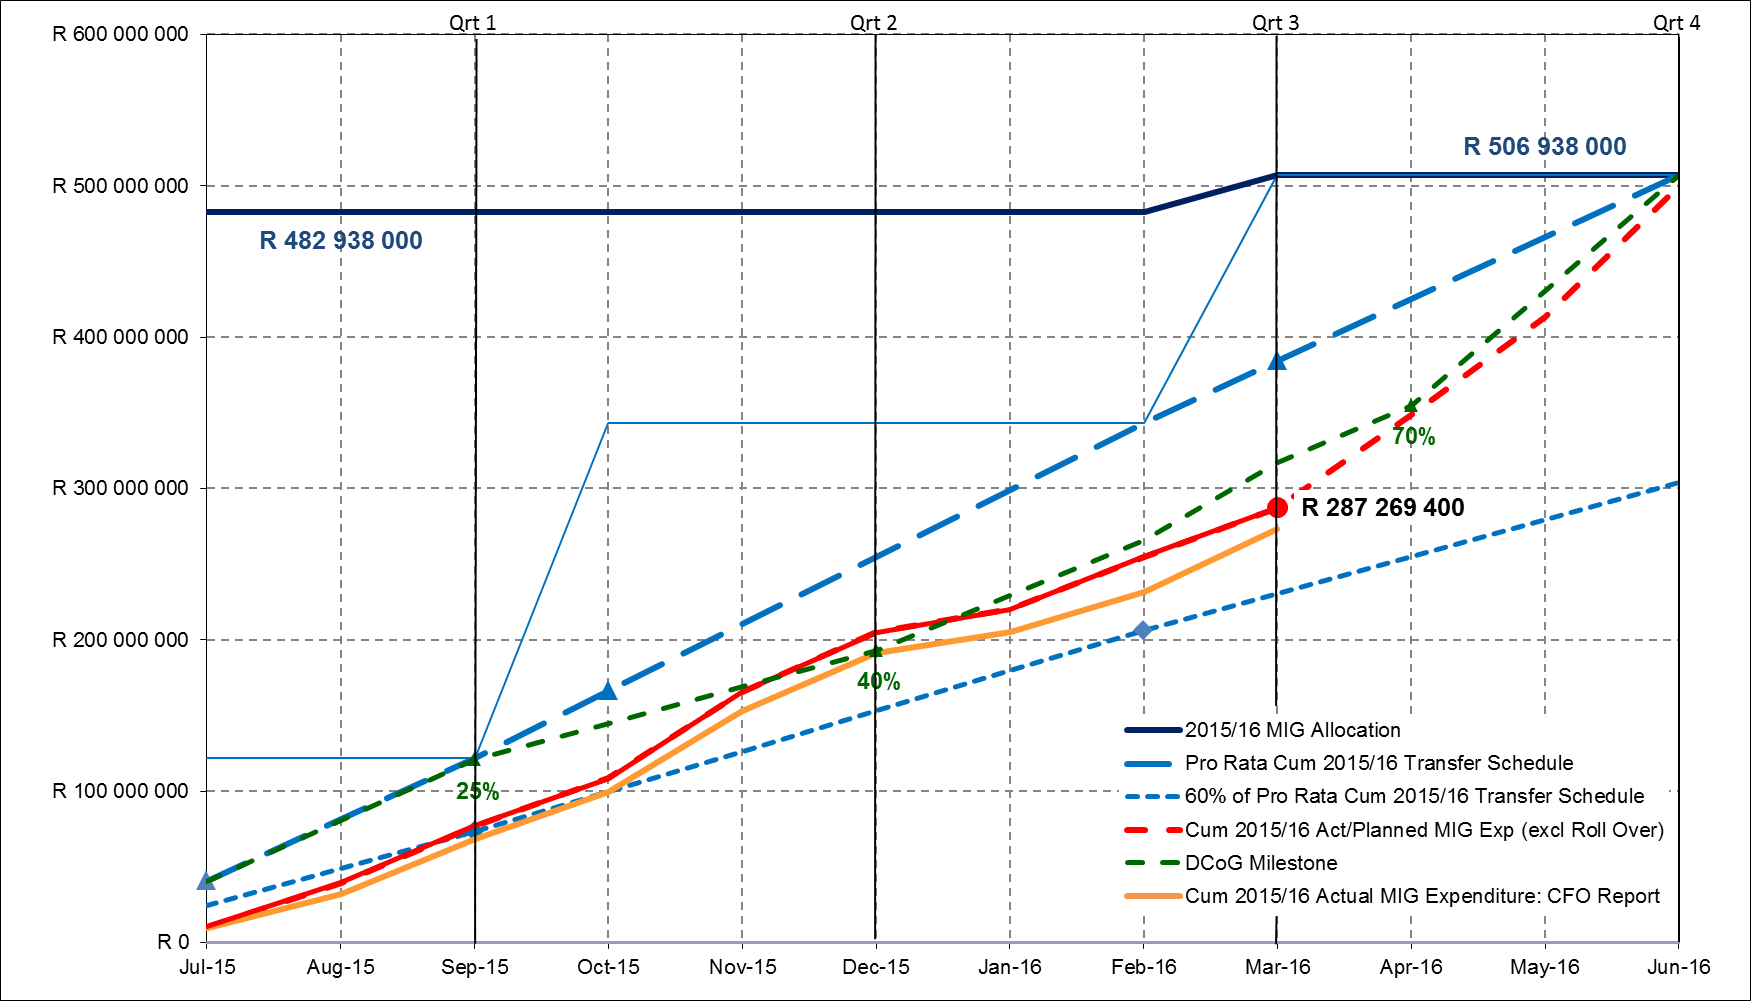 Qrt 1 Qrt 2 Qrt 3 Qrt 4
R 600 000 000
R 506 938 000
R 500 000 000
R 482 938 000
R 400 000 000
70%
R 300 000 000
R 287 269 400
R 200 000 000
40%
25%
R 100 000 000
R 0
2015/16 MIG Allocation
Pro Rata Cum 2015/16 Transfer Schedule
60% of Pro Rata Cum 2015/16 Transfer Schedule
Cum 2015/16 Act/Planned MIG Exp (excl Roll Over)
DCoG Milestone
Cum 2015/16 Actual MIG Expenditure: CFO Report
Jul-15 Aug-15 Sep-15 Oct-15 Nov-15 Dec-15 Jan-16 Feb-16 Mar-16 Apr-16 May-16 Jun-16